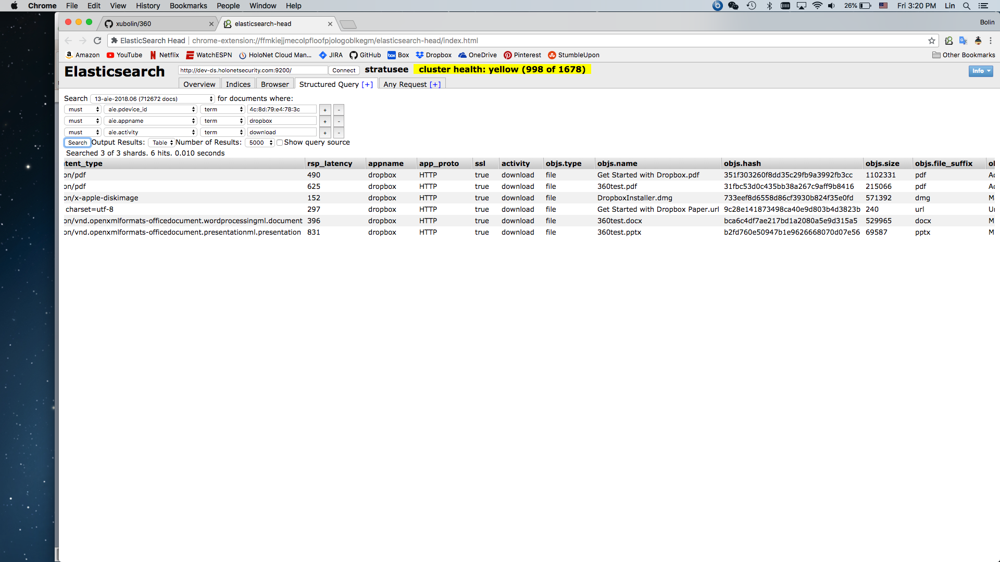 Chrome File Edit View History Bookmarks People Window Help 26% Fri 3:20 PM Lin
xubolin/360 elasticsearch-head Bolin
ElasticSearch Head chrome-extension://ffmkiejjmecolpfloofpjologoblkegm/elasticsearch-head/index.html
Amazon YouTube Netflix WatchESPN HoloNet Cloud Man... JIRA GitHub Box Dropbox OneDrive Pinterest StumbleUpon Other Bookmarks
Elasticsearch http://dev-ds.holonetsecurity.com:9200/ Connect stratusee cluster health: yellow (998 of 1678) Info
Overview Indices Browser Structured Query [+] Any Request [+]
Search 13-aie-2018.06 (712672 docs) for documents where:
must aie.pdevice_id term 4c:8d:79:e4:78:3c + -
must aie.appname term dropbox + -
must aie.activity term download + -
Search Output Results: Table Number of Results: 5000 Show query source
Searched 3 of 3 shards. 6 hits. 0.010 seconds
tent_type rsp_latency appname app_proto ssl activity objs.type objs.name objs.hash objs.size objs.file_suffix ol
on/pdf 490 dropbox HTTP true download file Get Started with Dropbox.pdf 351f303260f8dd35c29fb9a3992fb3cc 1102331 pdf Ac
on/pdf 625 dropbox HTTP true download file 360test.pdf 31fbc53d0c435bb38a267c9aff9b8416 215066 pdf Ac
on/x-apple-diskimage 152 dropbox HTTP true download file DropboxInstaller.dmg 733eef8d6558d86cf3930b824f35e0fd 571392 dmg M
charset=utf-8 297 dropbox HTTP true download file Get Started with Dropbox Paper.url 9c28e141873498ca40e9d803b4d3823b 240 url Ur
on/vnd.openxmlformats-officedocument.wordprocessingml.document 396 dropbox HTTP true download file 360test.docx bca6c4df7ae217bd1a2080a5e9d315a5 529965 docx M
on/vnd.openxmlformats-officedocument.presentationml.presentation 831 dropbox HTTP true download file 360test.pptx b2fd760e50947b1e9626668070d07e56 69587 pptx M